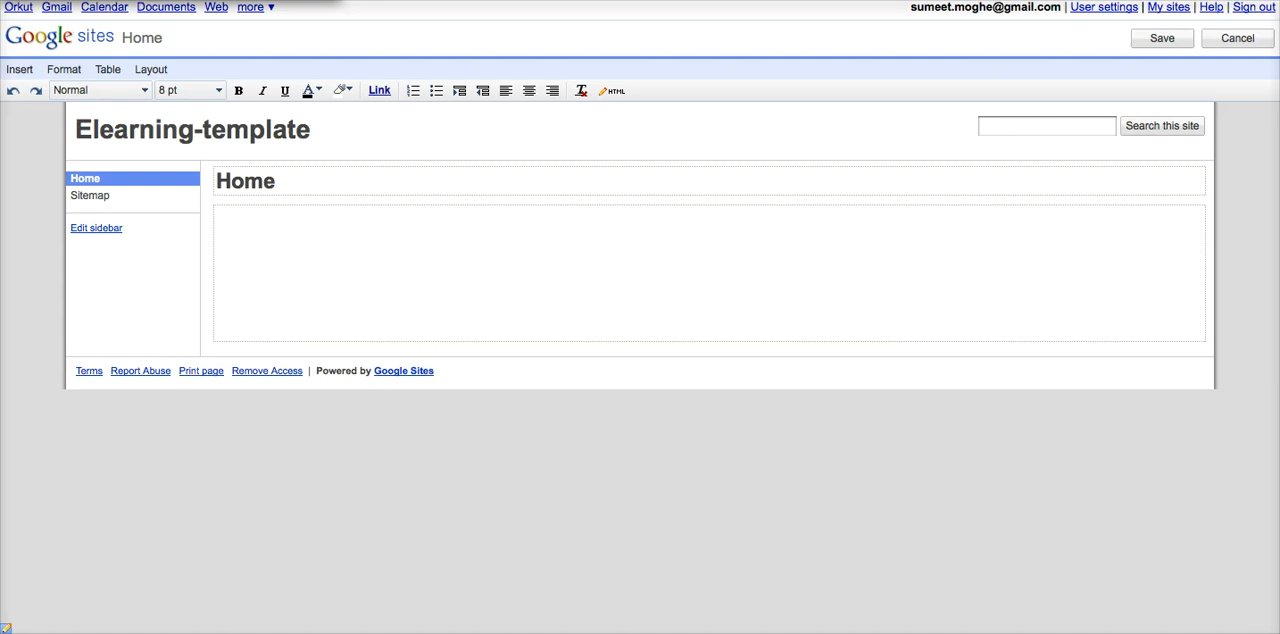 Orkut Gmail Calendar Documents Web more ▼ sumeet.moghe@gmail.com | User settings | My sites | Help | Sign out
Google sites Home Save Cancel
Insert Format Table Layout
Normal 8 pt B I U A Link T HTML
Elearning-template Search this site
Home
Sitemap
Edit sidebar
Home
Terms Report Abuse Print page Remove Access | Powered by Google Sites